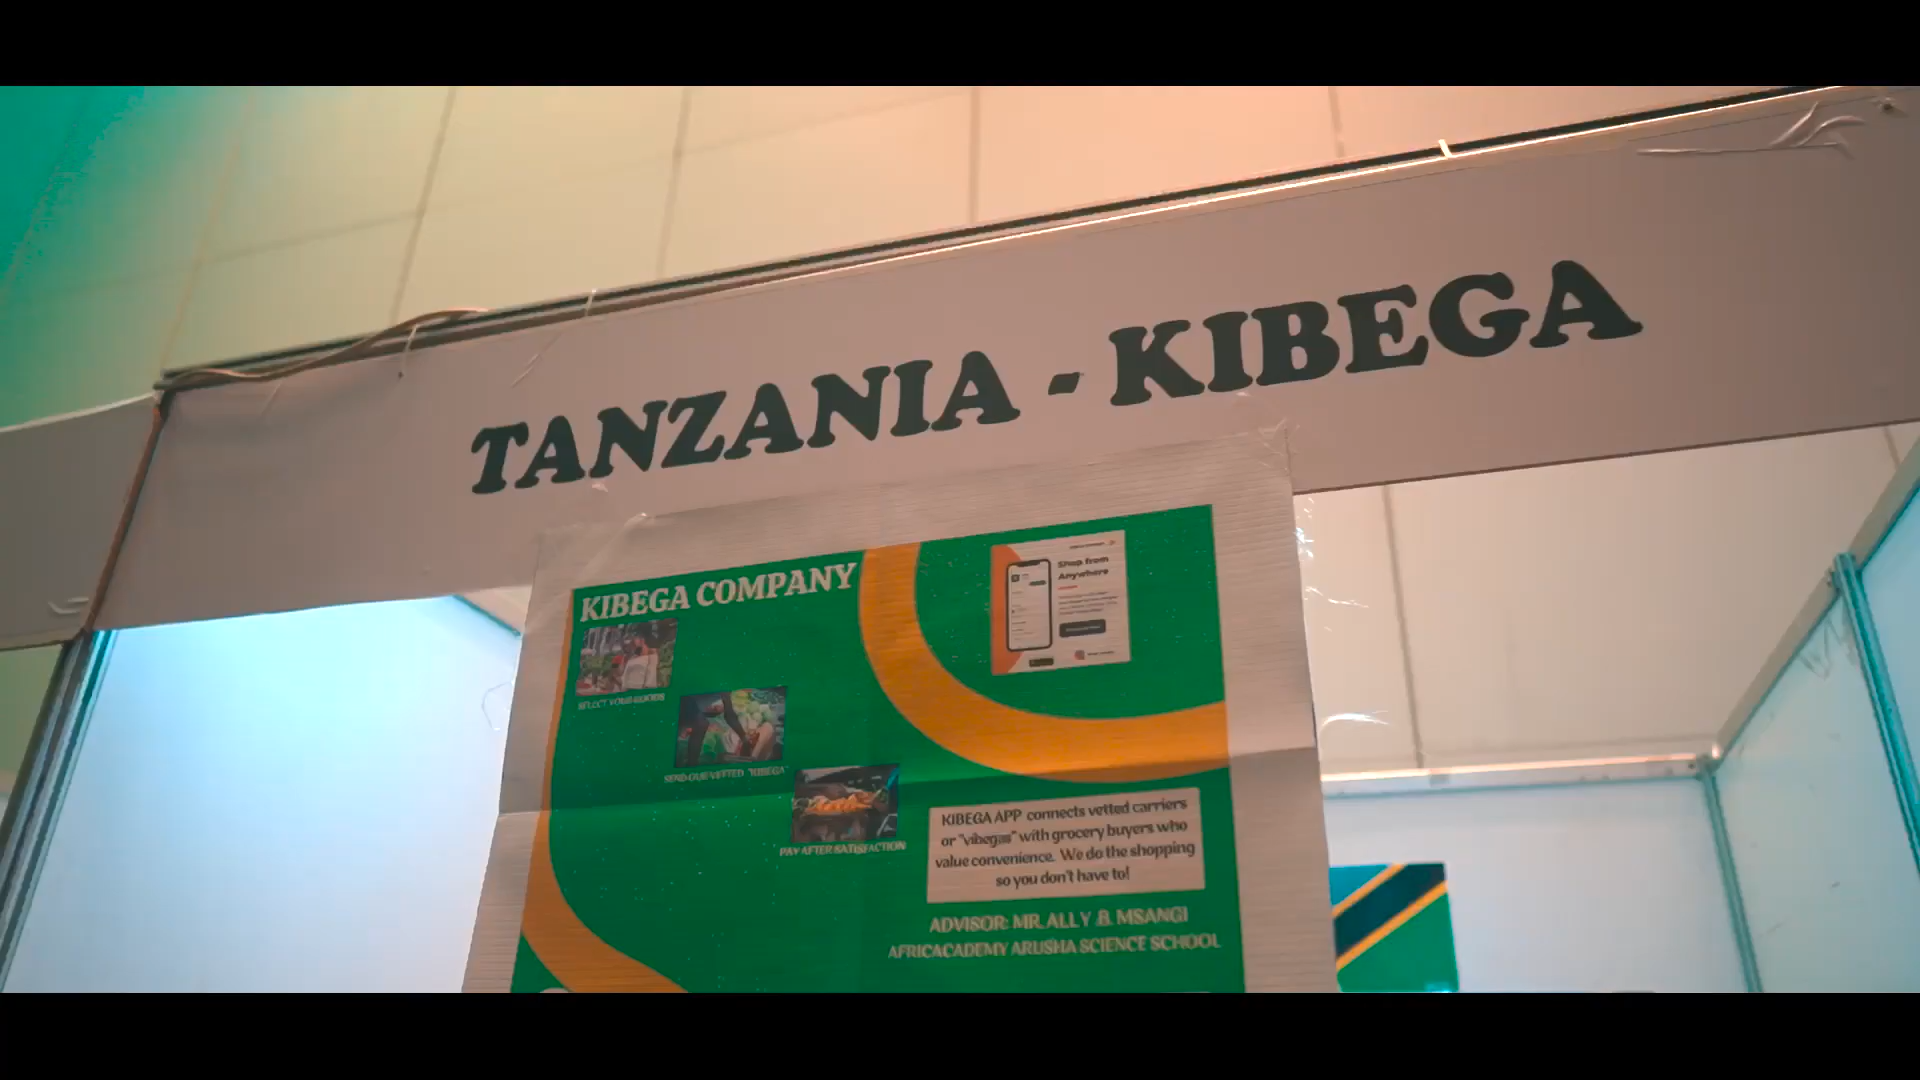 TANZANIA - KIBEGA
KIBEGA COMPANY
Shop from
Anywhere
SELECT YOUR GOODS
SEND OUR VETTED "KIBEGA"
PAY AFTER SATISFACTION
KIBEGA APP connects vetted carriers
or "vibegas" with grocery buyers who
value convenience. We do the shopping
so you don't have to!
ADVISOR: MR. ALLY .B. MSANGI
AFRICACADEMY ARUSHA SCIENCE SCHOOL